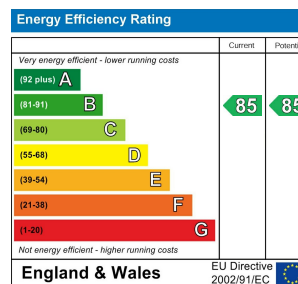 Energy Efficiency Rating
Current Potenti
Very energy efficient - lower running costs
(92 plus) A
(81-91) B 85 85
(69-80) C
(55-68) D
(39-54) E
(21-38) F
(1-20) G
Not energy efficient - higher running costs
England & Wales
EU Directive
2002/91/EC